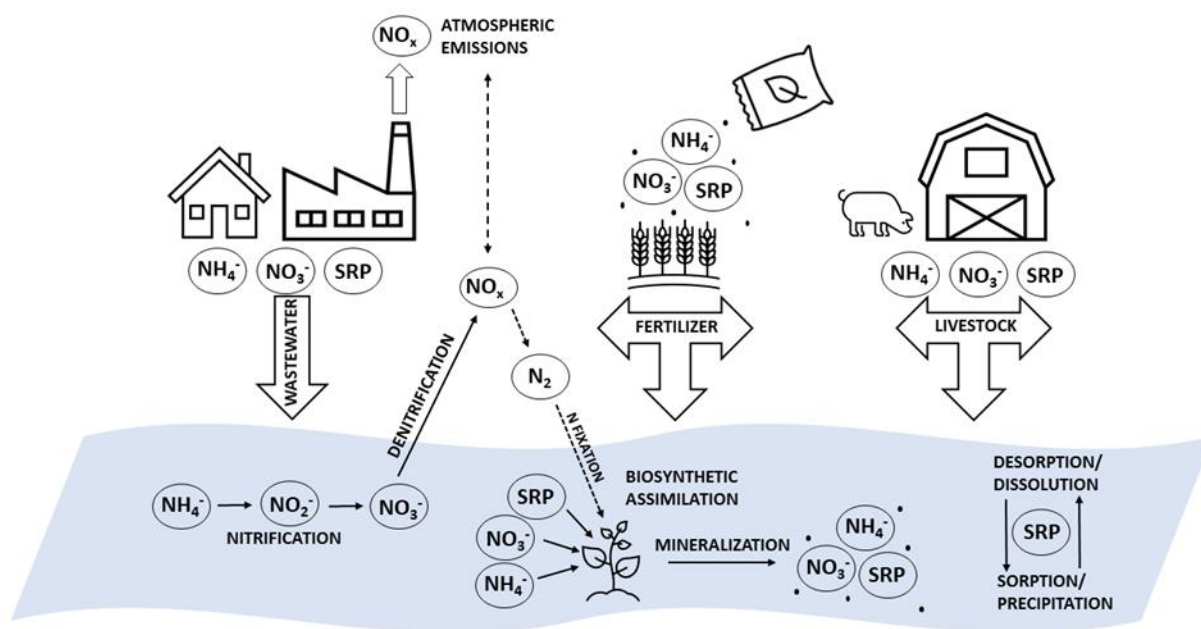 NOₓ
ATMOSPHERIC
EMISSIONS
NH₄⁻
NO₃⁻
SRP
NH₄⁻
NO₃⁻
SRP
NH₄⁻
NO₃⁻
SRP
WASTEWATER
NOₓ
FERTILIZER
LIVESTOCK
DENITRIFICATION
N₂
N FIXATION
NH₄⁻
NO₂⁻
NO₃⁻
NITRIFICATION
BIOSYNTHETIC
ASSIMILATION
SRP
NO₃⁻
NH₄⁻
MINERALIZATION
NH₄⁻
NO₃⁻
SRP
DESORPTION/
DISSOLUTION
SRP
SORPTION/
PRECIPITATION